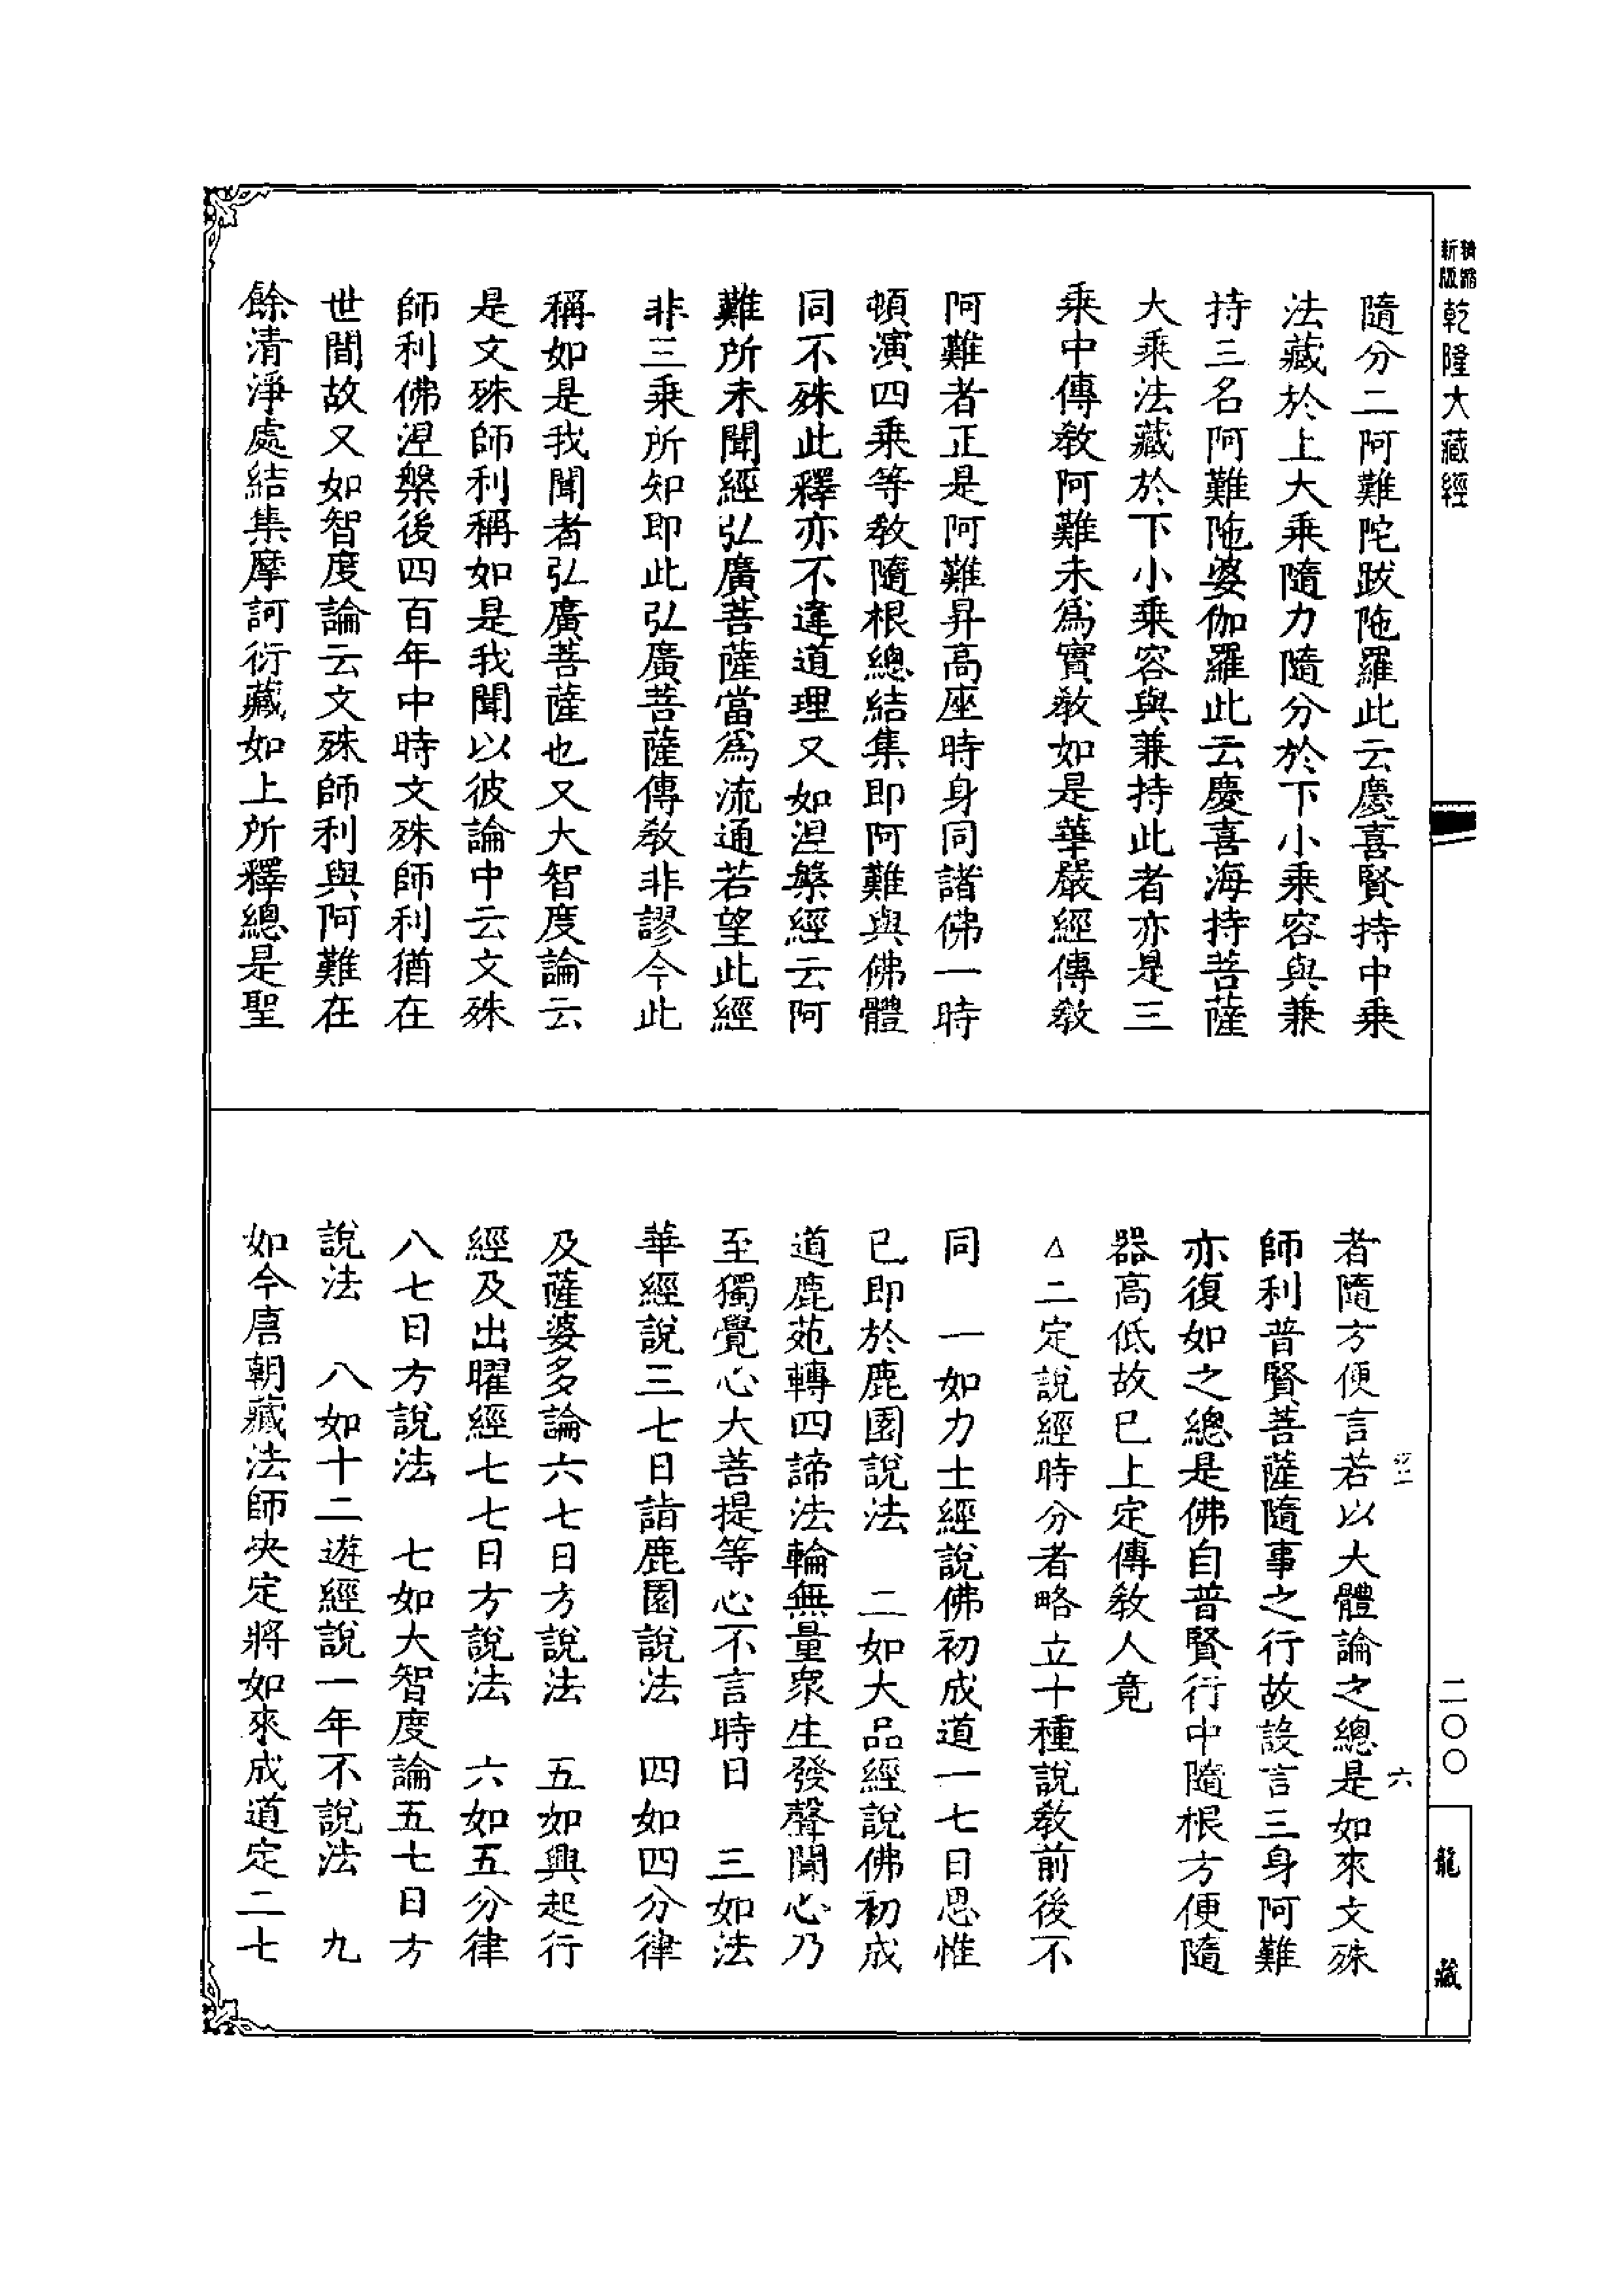 乾隆大藏經
隨分二阿難陀跋陁羅此云慶喜賢持中乘
法藏於上大乘隨力隨分於下小乘容與兼
持三名阿難陁婆伽羅此云慶喜海持菩薩
大乘法藏於下小乘容與兼持此者亦是三
乘中傳教阿難未爲實教如是華嚴經傳教
阿難者正是阿難昇高座時身同諸佛一時
頓演四乘等教隨根總結集即阿難與佛體
同不殊此釋亦不違道理又如涅槃經云阿
難所未聞經弘廣菩薩當爲流通若望此經
非三乘所知即此弘廣菩薩傳教非謬今此
稱如是我聞者弘廣菩薩也又大智度論云
是文殊師利稱如是我聞以彼論中云文殊
師利佛涅槃後四百年中時文殊師利猶在
世間故又如智度論云文殊師利與阿難在
餘清淨處結集摩訶衍藏如上所釋總是聖
者隨方便言若以大體論之總是如來文殊
師利普賢菩薩隨事之行故設言三身阿難
亦復如之總是佛自普賢行中隨根方便隨
器高低故已上定傳教人竟
△二定說經時分者略立十種說教前後不
同　一如力士經說佛初成道一七日思惟
已即於鹿園說法　二如大品經說佛初成
道鹿苑轉四諦法輪無量衆生發聲聞心乃
至獨覺心大菩提等心不言時日　三如法
華經說三七日詣鹿園說法　四如四分律
及薩婆多論六七日方說法　五如興起行
經及出曜經七七日方說法　六如五分律
八七日方說法　七如大智度論五七日方
說法　八如十二遊經說一年不說法　九
如今唐朝藏法師決定將如來成道定二七
六
二〇〇
龍藏